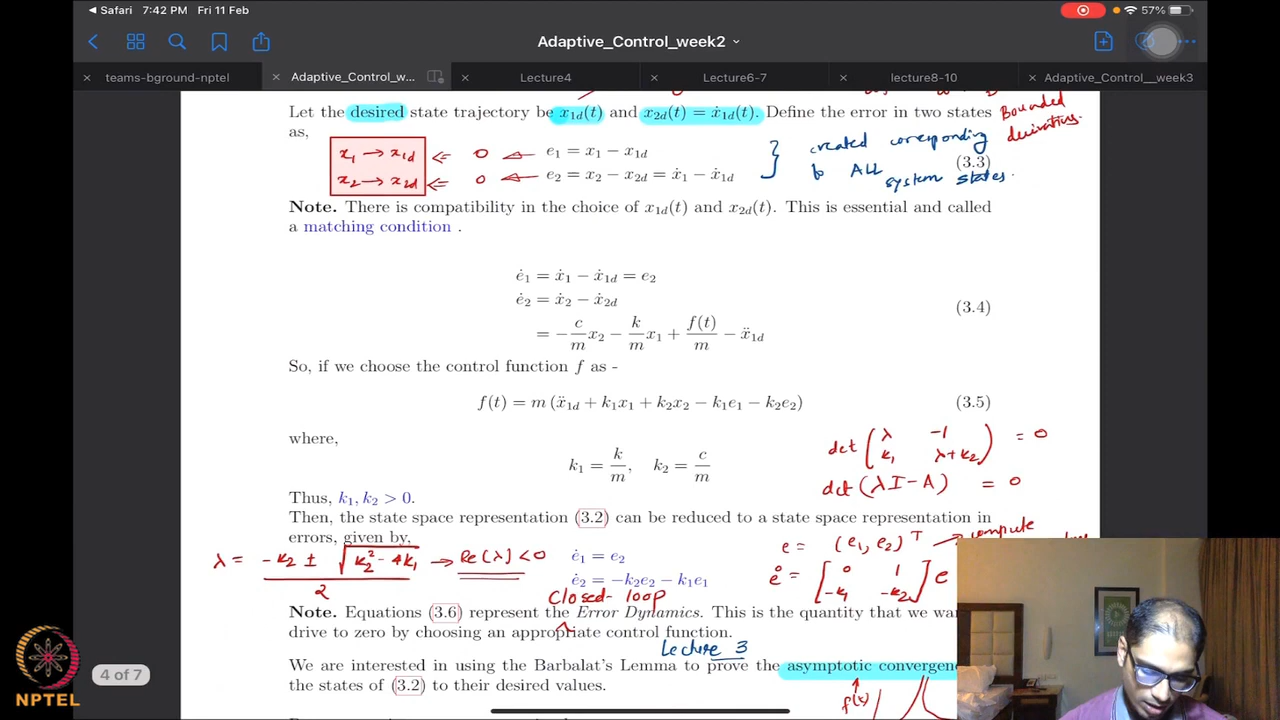 Safari 7:42 PM Fri 11 Feb 57%
Adaptive_Control_week2
teams-bground-nptel Adaptive_Control_w... Lecture4 Lecture6-7 lecture8-10 Adaptive_Control__week3
Let the desired state trajectory be x₁d(t) and x₂d(t) = ẋ₁d(t). Define the error in two states
Bounded
derivatives.
as,
x₁ → x₁d ⇐ 0 ⇐ e₁ = x₁ − x₁d
created corresponding
(3.3)
x₂ → x₂d ⇐ 0 ⇐ e₂ = x₂ − x₂d = ẋ₁ − ẋ₁d
to ALL
system states.
Note. There is compatibility in the choice of x₁d(t) and x₂d(t). This is essential and called
a matching condition .
ė₁ = ẋ₁ − ẋ₁d = e₂
ė₂ = ẋ₂ − ẋ₂d
(3.4)
= − c/m x₂ − k/m x₁ + f(t)/m − ẍ₁d
So, if we choose the control function f as -
f(t) = m (ẍ₁d + k₁x₁ + k₂x₂ − k₁e₁ − k₂e₂) (3.5)
where,
det ( λ −1 k₁ λ+k₂ ) = 0
k₁ = k/m, k₂ = c/m
det (λI − A) = 0
Thus, k₁, k₂ > 0.
Then, the state space representation (3.2) can be reduced to a state space representation in
errors, given by,
λ = −k₂ ± √(k₂² − 4k₁) / 2 → Re(λ) < 0
e = (e₁, e₂)ᵀ → compute
ė₁ = e₂
ė₂ = −k₂e₂ − k₁e₁
ė = [ 0 1 −k₁ −k₂ ] e
Closed-loop
Note. Equations (3.6) represent the Error Dynamics. This is the quantity that we wa
drive to zero by choosing an appropriate control function.
Lecture 3
We are interested in using the Barbalat's Lemma to prove the asymptotic convergen
the states of (3.2) to their desired values.
f(t)
4 of 7
NPTEL